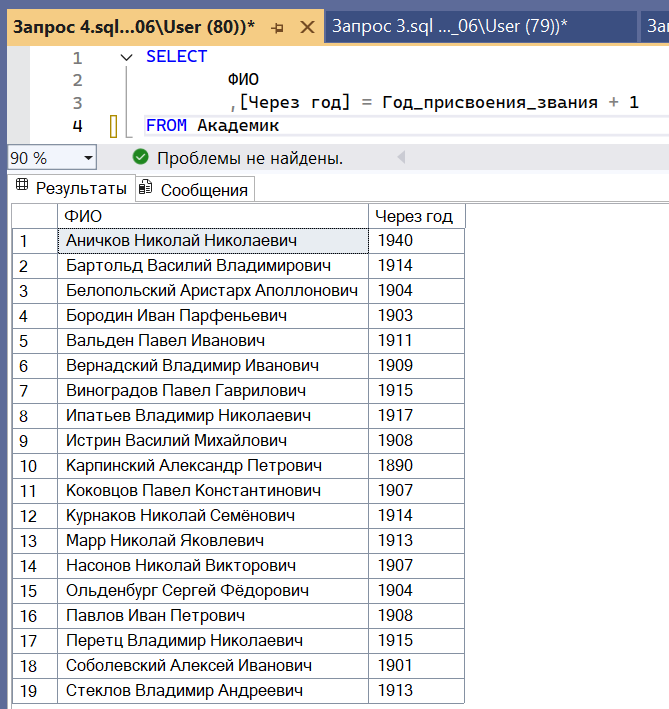 Запрос 4.sql...06\User (80))*
Запрос 3.sql ..._06\User (79))*
За
1 SELECT
2 ФИО
3 ,[Через год] = Год_присвоения_звания + 1
4 FROM Академик
90 %
Проблемы не найдены.
Результаты
Сообщения
ФИО Через год
1 Аничков Николай Николаевич 1940
2 Бартольд Василий Владимирович 1914
3 Белопольский Аристарх Аполлонович 1904
4 Бородин Иван Парфеньевич 1903
5 Вальден Павел Иванович 1911
6 Вернадский Владимир Иванович 1909
7 Виноградов Павел Гаврилович 1915
8 Ипатьев Владимир Николаевич 1917
9 Истрин Василий Михайлович 1908
10 Карпинский Александр Петрович 1890
11 Коковцов Павел Константинович 1907
12 Курнаков Николай Семёнович 1914
13 Марр Николай Яковлевич 1913
14 Насонов Николай Викторович 1907
15 Ольденбург Сергей Фёдорович 1904
16 Павлов Иван Петрович 1908
17 Перетц Владимир Николаевич 1915
18 Соболевский Алексей Иванович 1901
19 Стеклов Владимир Андреевич 1913